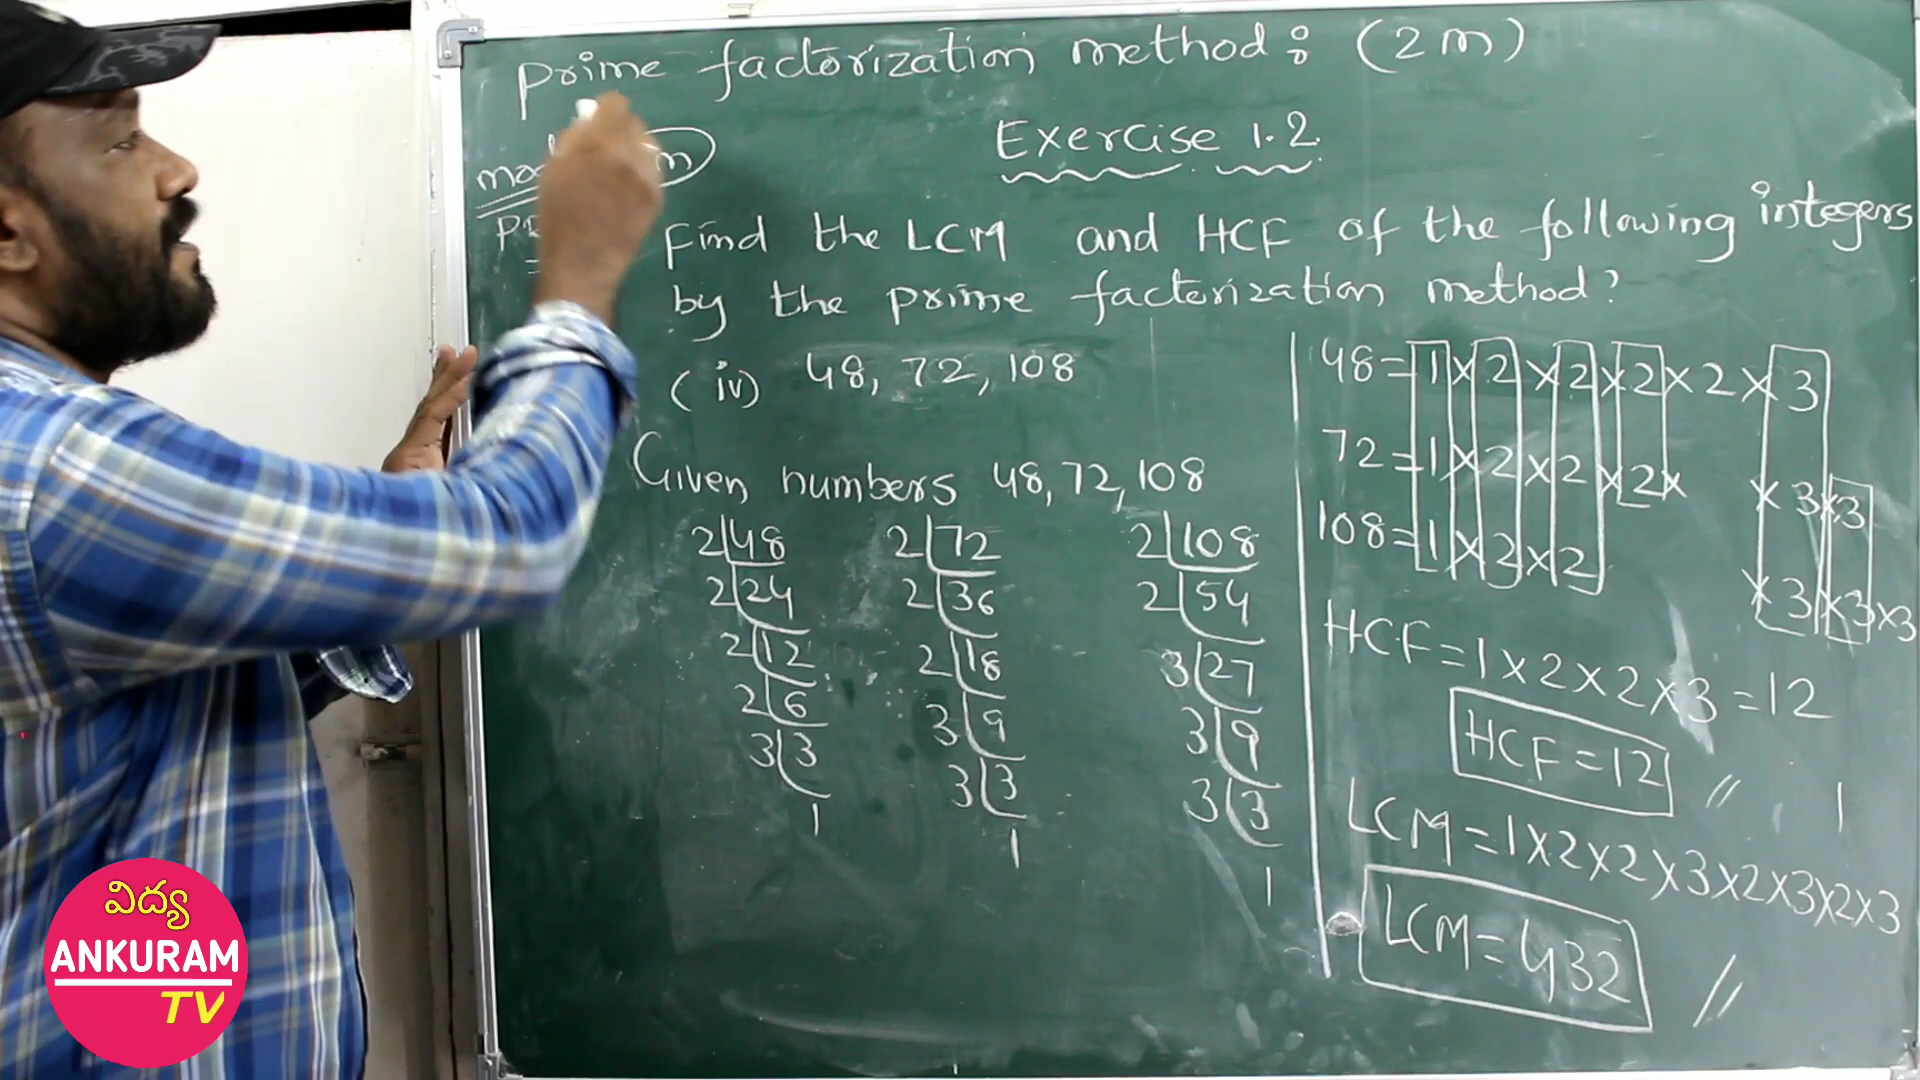 Prime factorization method: (2m)
Exercise 1.2.
Find the LCM and HCF of the following integers
by the prime factorization method?
(iv) 48, 72, 108
Given numbers 48, 72, 108
2 48
2 24
2 12
2 6
3 3
1
2 72
2 36
2 18
3 9
3 3
1
2 108
2 54
3 27
3 9
3 3
1
48 = 1 × 2 × 2 × 2 × 2 × 3
72 = 1 × 2 × 2 × 2 × × 3 × 3
108 = 1 × 2 × 2 × 3 × 3 × 3
HCF = 1 × 2 × 2 × 3 = 12
HCF = 12 //
LCM = 1 × 2 × 2 × 3 × 2 × 3 × 2 × 3
LCM = 432 //
విద్య
ANKURAM
TV